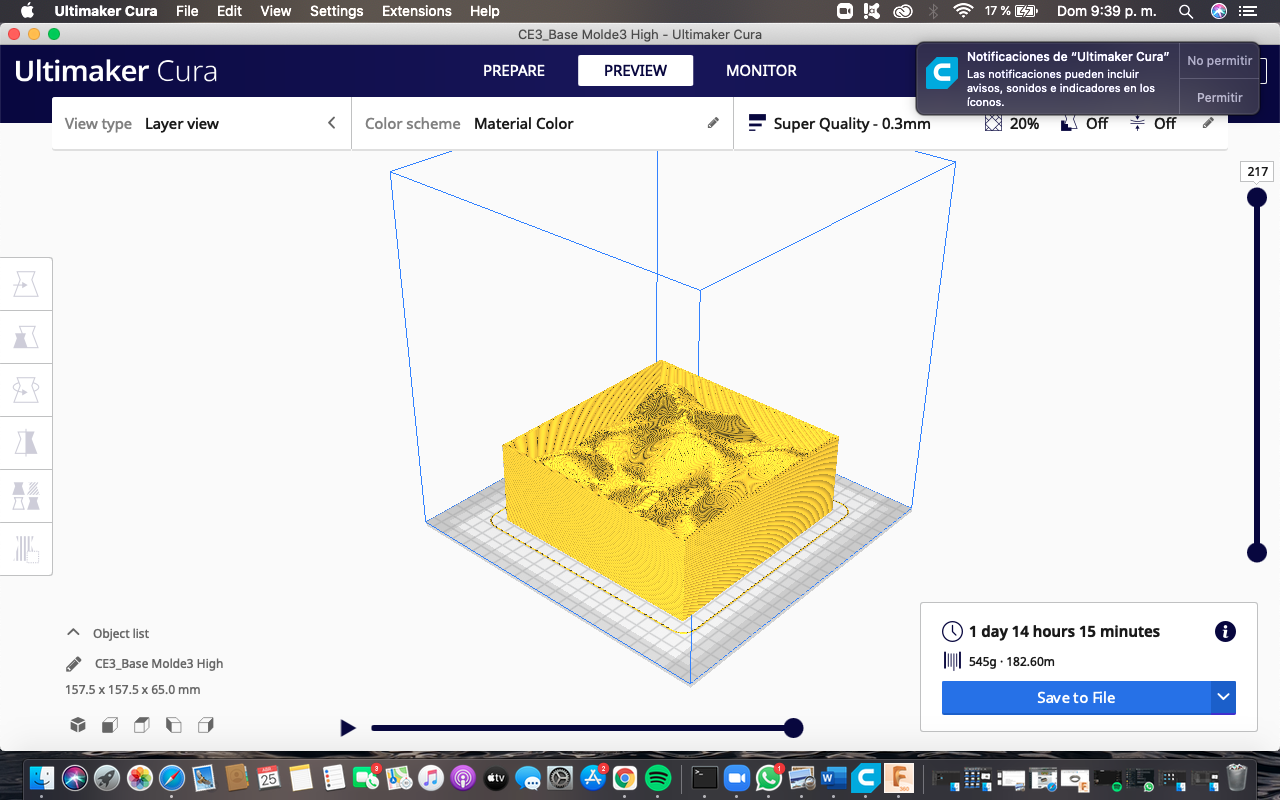 Ultimaker Cura File Edit View Settings Extensions Help 17 % Dom 9:39 p. m.
CE3_Base Molde3 High - Ultimaker Cura
Ultimaker Cura PREPARE PREVIEW MONITOR
Notificaciones de “Ultimaker Cura”
Las notificaciones pueden incluir
avisos, sonidos e indicadores en los
íconos.
No permitir
Permitir
View type Layer view Color scheme Material Color Super Quality - 0.3mm 20% Off Off
217
Object list
CE3_Base Molde3 High
157.5 x 157.5 x 65.0 mm
1 day 14 hours 15 minutes
545g · 182.60m
Save to File
AGO
25
3
2
tv
1
W
F
360